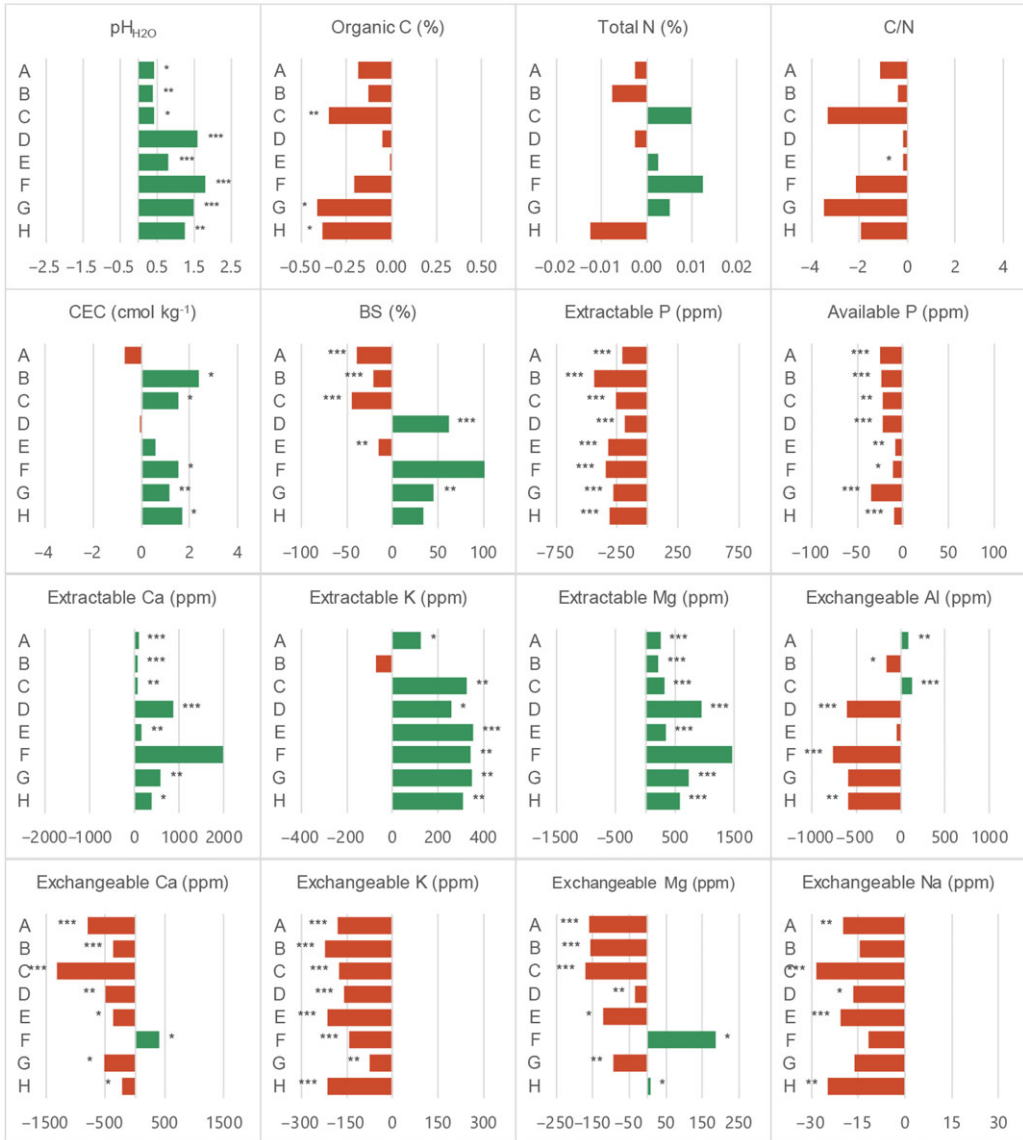 pHH2O
A *
B **
C *
D ***
E ***
F ***
G ***
H **
−2.5 −1.5 −0.5 0.5 1.5 2.5
Organic C (%)
A
B
C **
D
E
F
G *
H *
−0.50 −0.25 0.00 0.25 0.50
Total N (%)
A
B
C
D
E
F
G
H
−0.02 −0.01 0.00 0.01 0.02
C/N
A
B
C
D
E *
F
G
H
−4 −2 0 2 4
CEC (cmol kg-1)
A
B *
C *
D
E
F *
G **
H *
−4 −2 0 2 4
BS (%)
A ***
B ***
C ***
D ***
E **
F
G **
H
−100 −50 0 50 100
Extractable P (ppm)
A ***
B ***
C ***
D ***
E ***
F ***
G ***
H ***
−750 −250 250 750
Available P (ppm)
A ***
B ***
C **
D ***
E **
F *
G ***
H ***
−100 −50 0 50 100
Extractable Ca (ppm)
A ***
B ***
C **
D ***
E **
F
G **
H *
−2000 −1000 0 1000 2000
Extractable K (ppm)
A *
B
C **
D *
E ***
F **
G **
H **
−400 −200 0 200 400
Extractable Mg (ppm)
A ***
B ***
C ***
D ***
E ***
F
G ***
H ***
−1500 −500 500 1500
Exchangeable Al (ppm)
A **
B *
C ***
D ***
E
F ***
G
H **
−1000 −500 0 500 1000
Exchangeable Ca (ppm)
A ***
B ***
C ***
D **
E *
F *
G *
H *
−1500 −500 500 1500
Exchangeable K (ppm)
A ***
B ***
C ***
D ***
E ***
F ***
G **
H ***
−300 −150 0 150 300
Exchangeable Mg (ppm)
A ***
B ***
C ***
D **
E *
F *
G **
H *
−250 −150 −50 50 150 250
Exchangeable Na (ppm)
A **
B
C ***
D *
E ***
F
G
H **
−30 −15 0 15 30